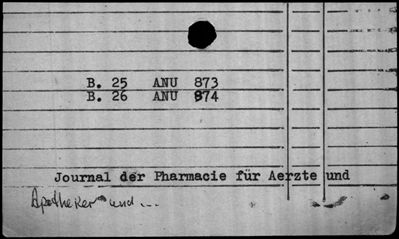 B. 25 ANU 873
B. 26 ANU 874
Journal der Pharmacie für Aerzte und
Apotheker und ...